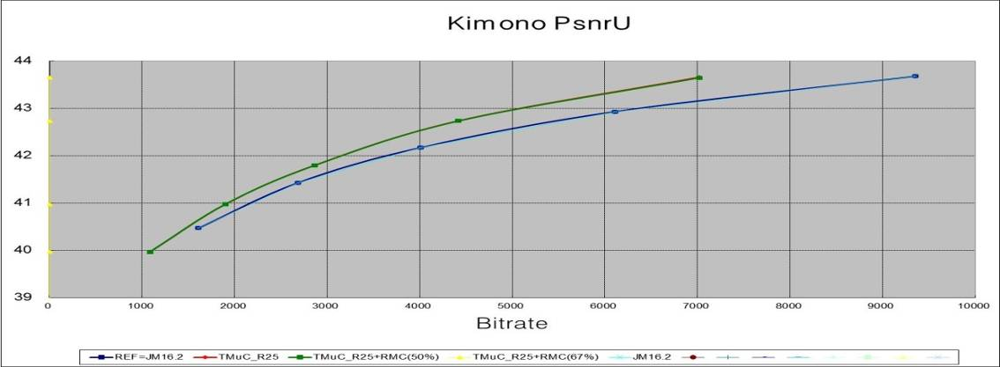 Kimono PsnrU
44
43
42
41
40
39
0 1000 2000 3000 4000 5000 6000 7000 8000 9000 10000
Bitrate
REF=JM16.2 TMuC_R25 TMuC_R25+RMC(50%) TMuC_R25+RMC(67%) JM16.2